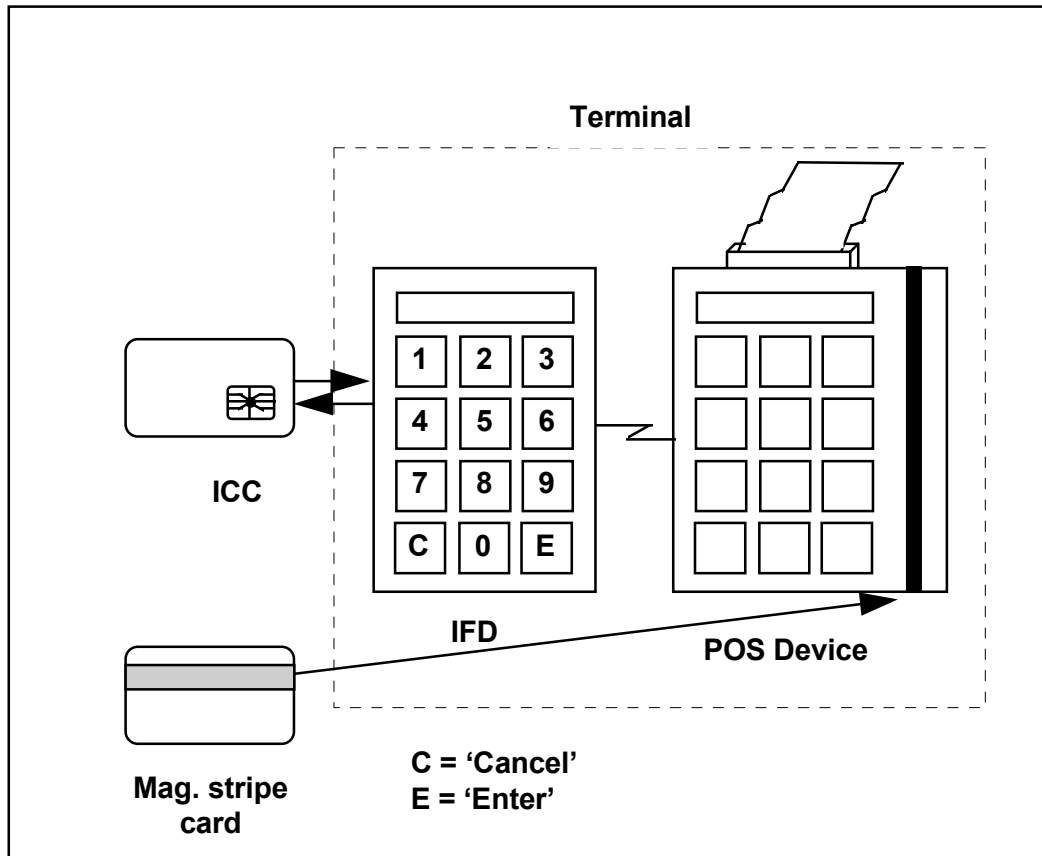 Terminal
1 2 3
4 5 6
7 8 9
C 0 E
ICC
IFD
POS Device
Mag. stripe
card
C = ‘Cancel’
E = ‘Enter’